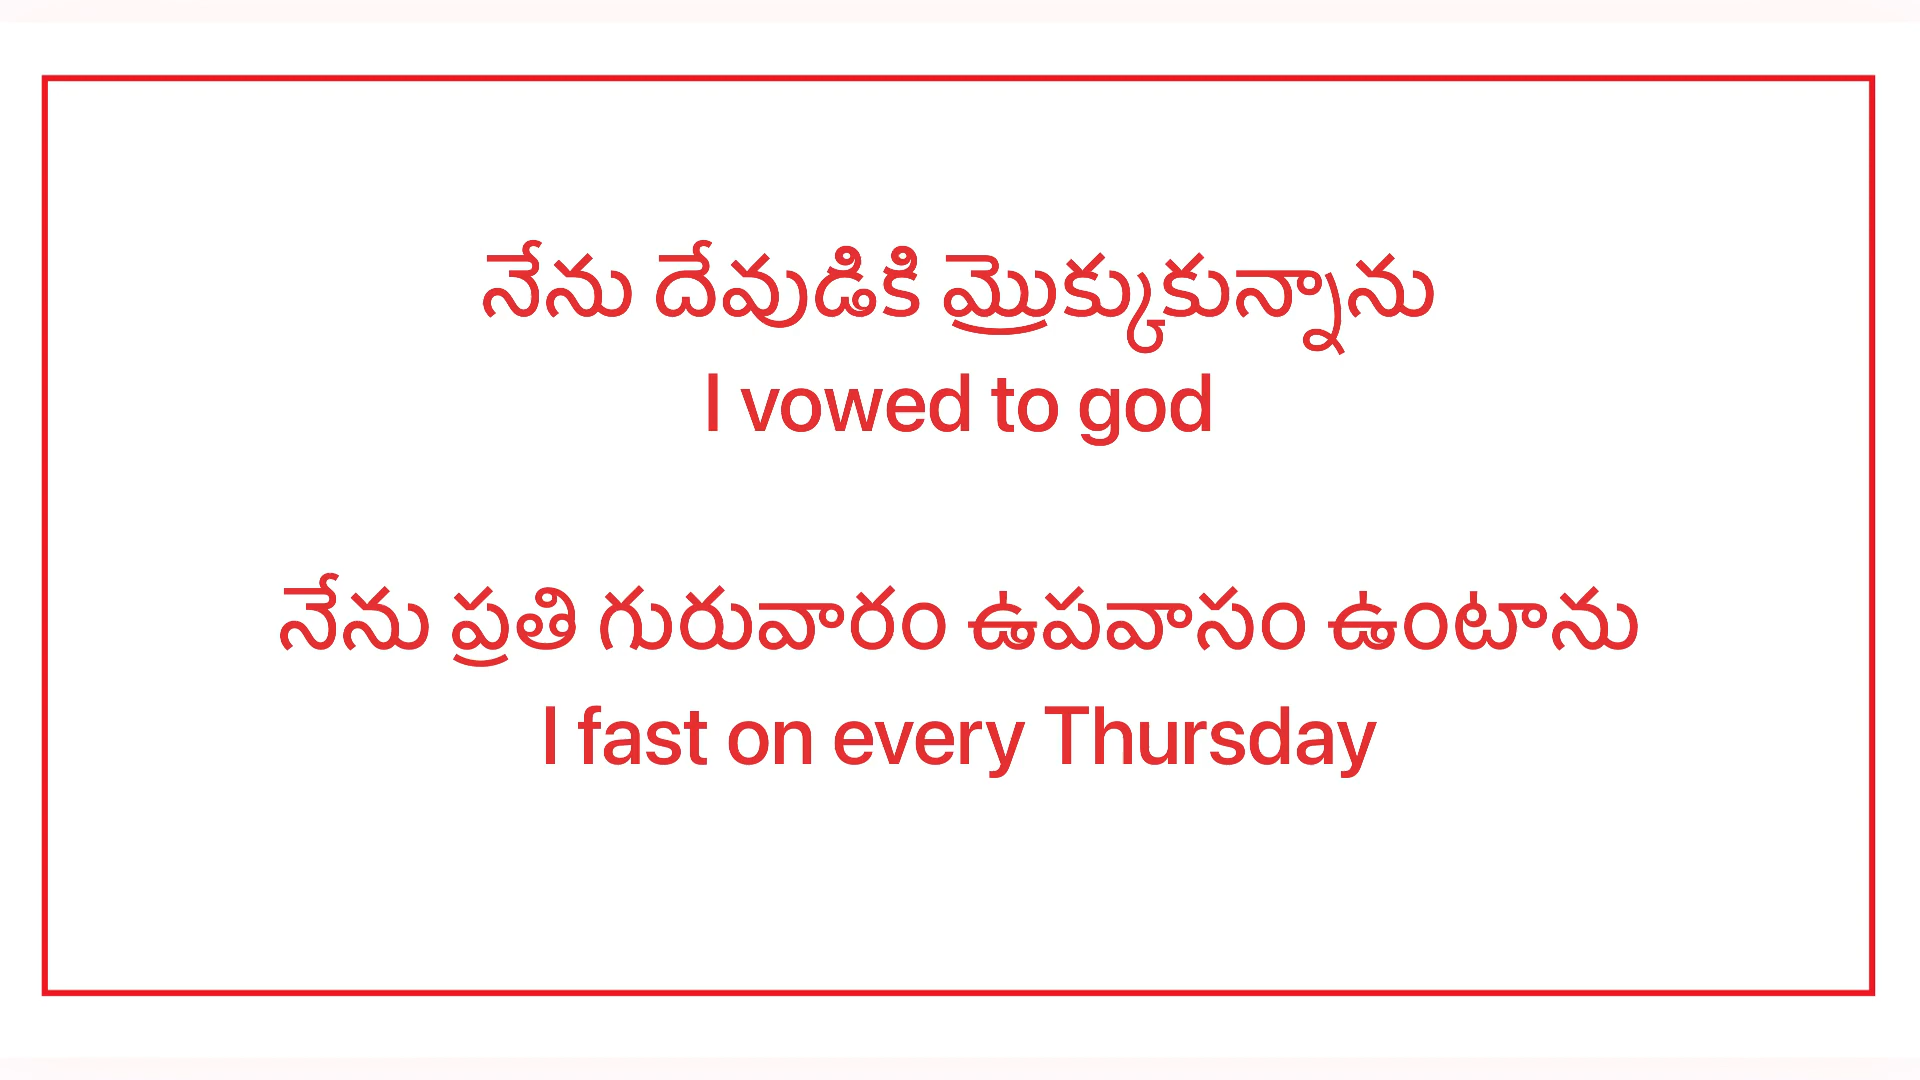 నేను దేవుడికి మ్రొక్కుకున్నాను
I vowed to god
నేను ప్రతి గురువారం ఉపవాసం ఉంటాను
I fast on every Thursday